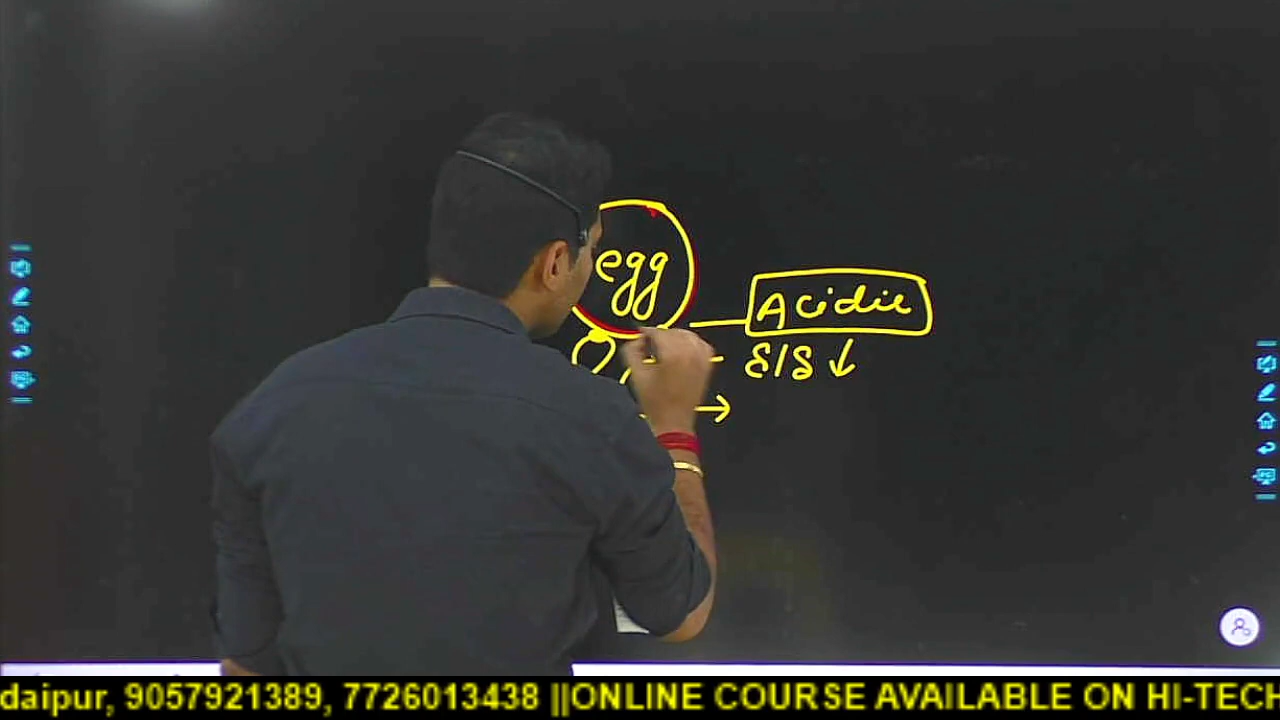 egg
Acidic
S/S ↓
→
daipur, 9057921389, 7726013438 ||ONLINE COURSE AVAILABLE ON HI-TECH